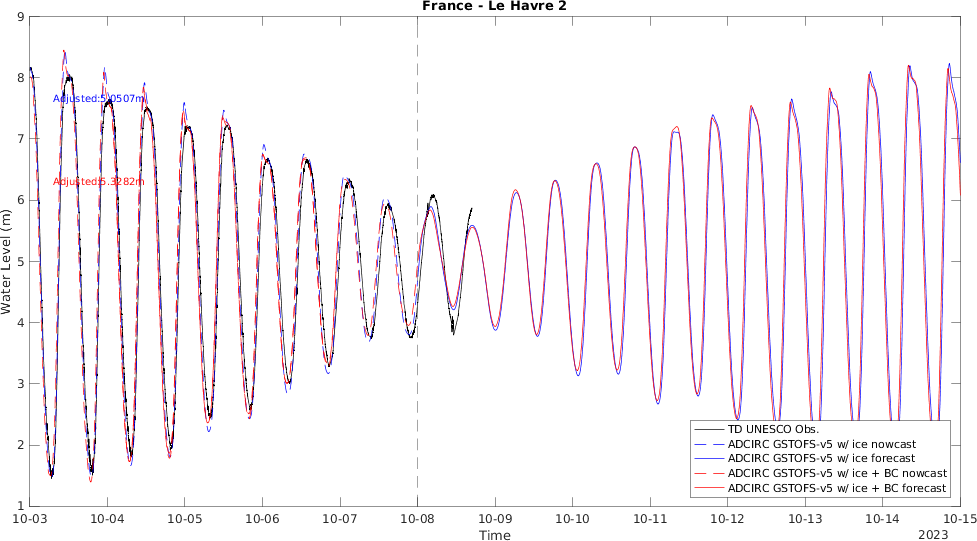 France - Le Havre 2
9
8
7
6
5
4
3
2
1
Water Level (m)
Adjusted:5.0507m
Adjusted:5.3282m
TD UNESCO Obs.
ADCIRC GSTOFS-v5 w/ ice nowcast
ADCIRC GSTOFS-v5 w/ ice forecast
ADCIRC GSTOFS-v5 w/ ice + BC nowcast
ADCIRC GSTOFS-v5 w/ ice + BC forecast
10-03 10-04 10-05 10-06 10-07 10-08 10-09 10-10 10-11 10-12 10-13 10-14 10-15
Time
2023